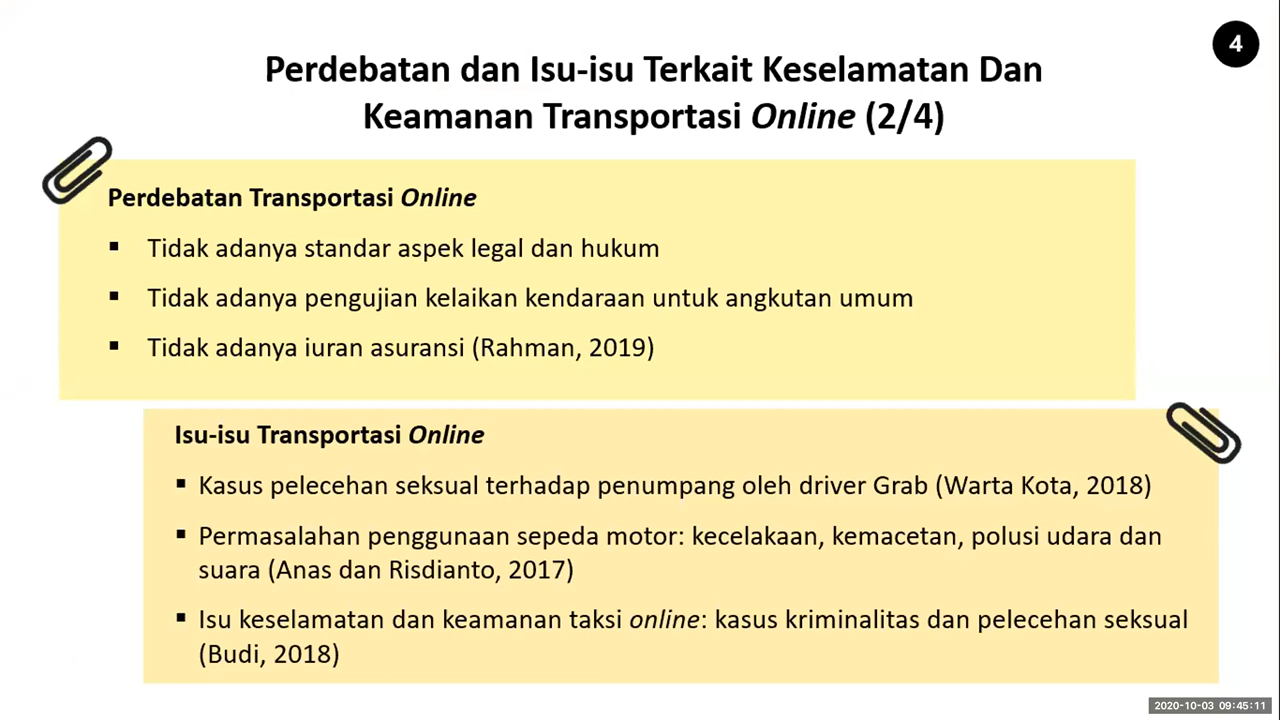 4
Perdebatan dan Isu-isu Terkait Keselamatan Dan
Keamanan Transportasi Online (2/4)
Perdebatan Transportasi Online
▪ Tidak adanya standar aspek legal dan hukum
▪ Tidak adanya pengujian kelaikan kendaraan untuk angkutan umum
▪ Tidak adanya iuran asuransi (Rahman, 2019)
Isu-isu Transportasi Online
▪ Kasus pelecehan seksual terhadap penumpang oleh driver Grab (Warta Kota, 2018)
▪ Permasalahan penggunaan sepeda motor: kecelakaan, kemacetan, polusi udara dan
suara (Anas dan Risdianto, 2017)
▪ Isu keselamatan dan keamanan taksi online: kasus kriminalitas dan pelecehan seksual
(Budi, 2018)
2020-10-03 09:45:11